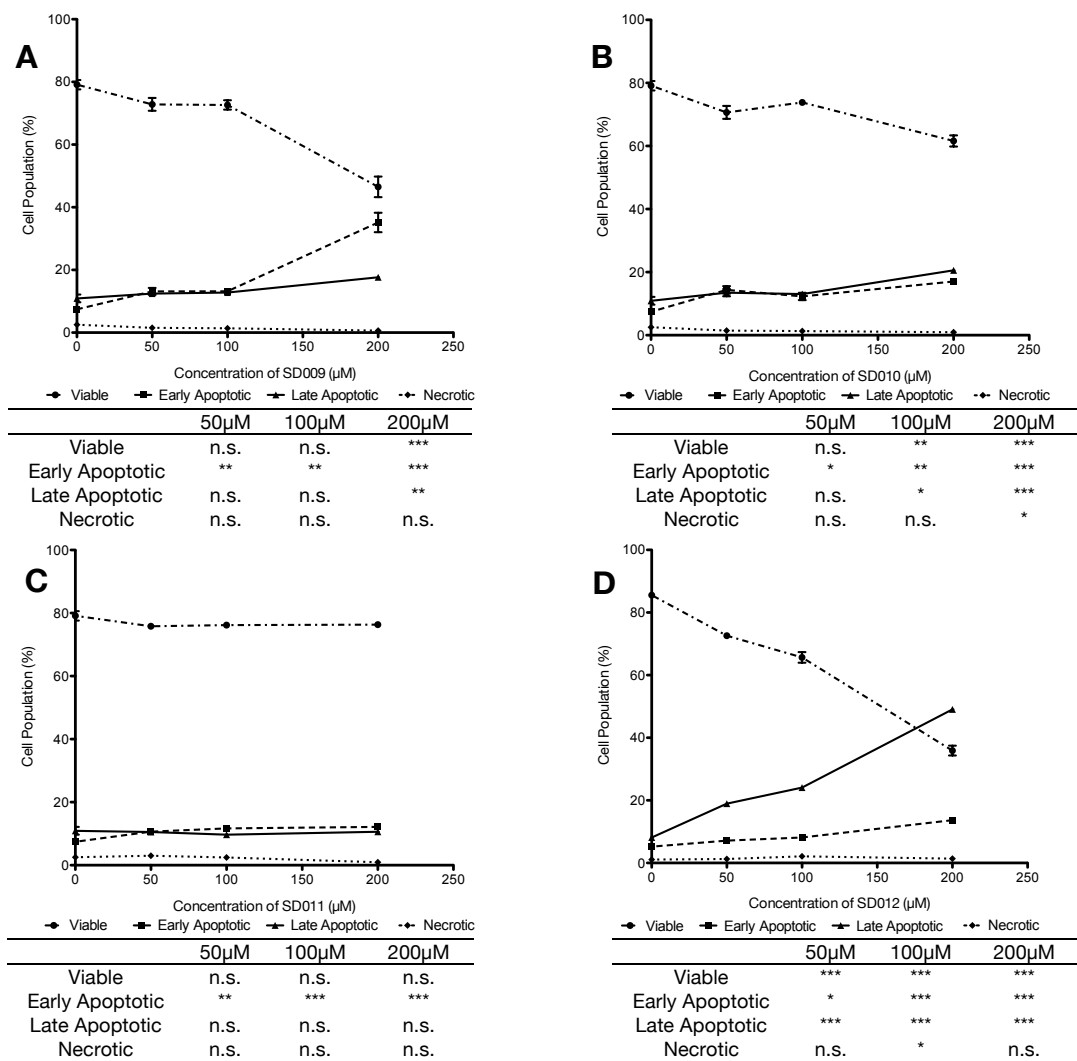 A
100
80
60
40
20
0
Cell Population (%)
0 50 100 150 200 250
Concentration of SD009 (µM)
Viable Early Apoptotic Late Apoptotic Necrotic
50µM 100µM 200µM
Viable n.s. n.s. ***
Early Apoptotic ** ** ***
Late Apoptotic n.s. n.s. **
Necrotic n.s. n.s. n.s.
B
100
80
60
40
20
0
Cell Population (%)
0 50 100 150 200 250
Concentration of SD010 (µM)
Viable Early Apoptotic Late Apoptotic Necrotic
50µM 100µM 200µM
Viable n.s. ** ***
Early Apoptotic * ** ***
Late Apoptotic n.s. * ***
Necrotic n.s. n.s. *
C
100
80
60
40
20
0
Cell Population (%)
0 50 100 150 200 250
Concentration of SD011 (µM)
Viable Early Apoptotic Late Apoptotic Necrotic
50µM 100µM 200µM
Viable n.s. n.s. n.s.
Early Apoptotic ** *** ***
Late Apoptotic n.s. n.s. n.s.
Necrotic n.s. n.s. n.s.
D
100
80
60
40
20
0
Cell Population (%)
0 50 100 150 200 250
Concentration of SD012 (µM)
Viable Early Apoptotic Late Apoptotic Necrotic
50µM 100µM 200µM
Viable *** *** ***
Early Apoptotic * *** ***
Late Apoptotic *** *** ***
Necrotic n.s. * n.s.